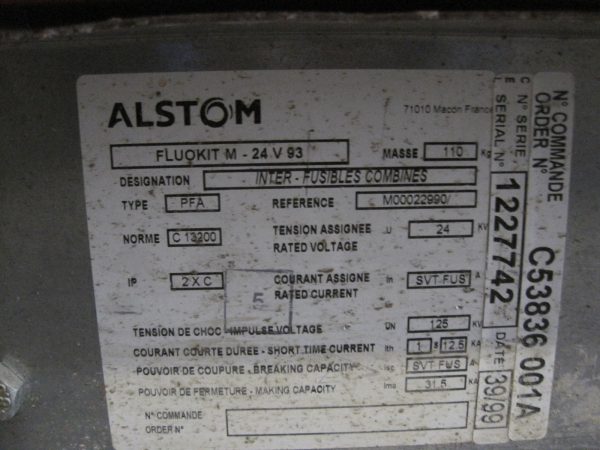 ALSTOM
71010 Macon France
FLUOKIT M - 24 V 93
MASSE 110 Kg
DESIGNATION INTER - FUSIBLES COMBINES
TYPE PFA
REFERENCE M00022990/
NORME C 13200
TENSION ASSIGNEE
RATED VOLTAGE
U 24 KV
IP 2 X C
5
COURANT ASSIGNE
RATED CURRENT
In SVT FUS A
TENSION DE CHOC - IMPULSE VOLTAGE UN 125 KV
COURANT COURTE DUREE - SHORT TIME CURRENT Ith 1 s 12.5 KA
POUVOIR DE COUPURE - BREAKING CAPACITY Isc SVT FUS A
POUVOIR DE FERMETURE - MAKING CAPACITY Ima 31.5 KA
N° COMMANDE
ORDER N°
N° SERIE
SERIAL N° 1227742 DATE 39/99
N° COMMANDE
ORDER N° C53836 001A